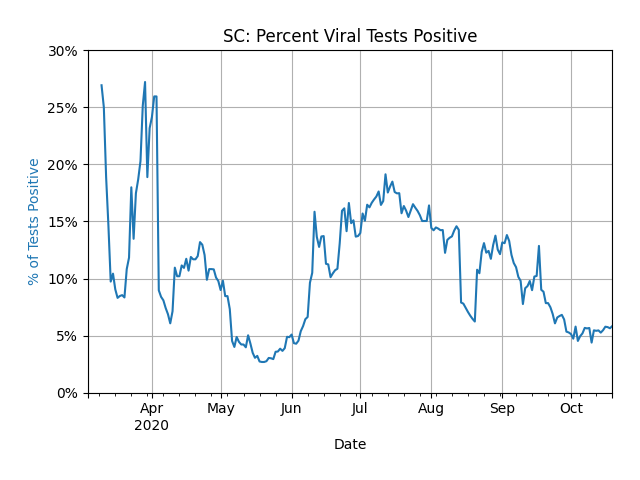 SC: Percent Viral Tests Positive
% of Tests Positive
30%
25%
20%
15%
10%
5%
0%
Apr May Jun Jul Aug Sep Oct
2020
Date